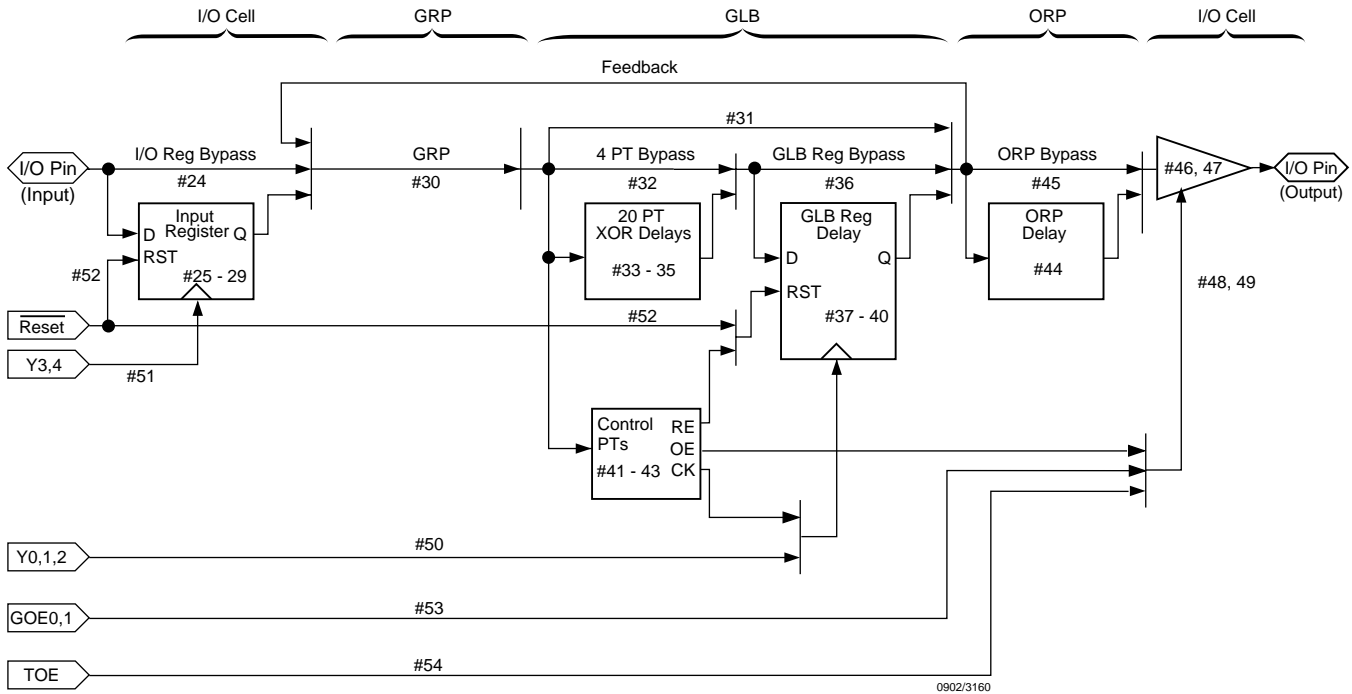 I/O Cell
GRP
GLB
ORP
I/O Cell
Feedback
#31
I/O Pin
(Input)
I/O Reg Bypass
#24
GRP
#30
4 PT Bypass
#32
GLB Reg Bypass
#36
ORP Bypass
#45
#46, 47
I/O Pin
(Output)
Input
Register
D
Q
RST
#25 - 29
#52
20 PT
XOR Delays
#33 - 35
GLB Reg
Delay
D
Q
RST
#37 - 40
ORP
Delay
#44
#48, 49
Reset
#52
Y3,4
#51
Control
PTs
RE
OE
CK
#41 - 43
Y0,1,2
#50
GOE0,1
#53
TOE
#54
0902/3160